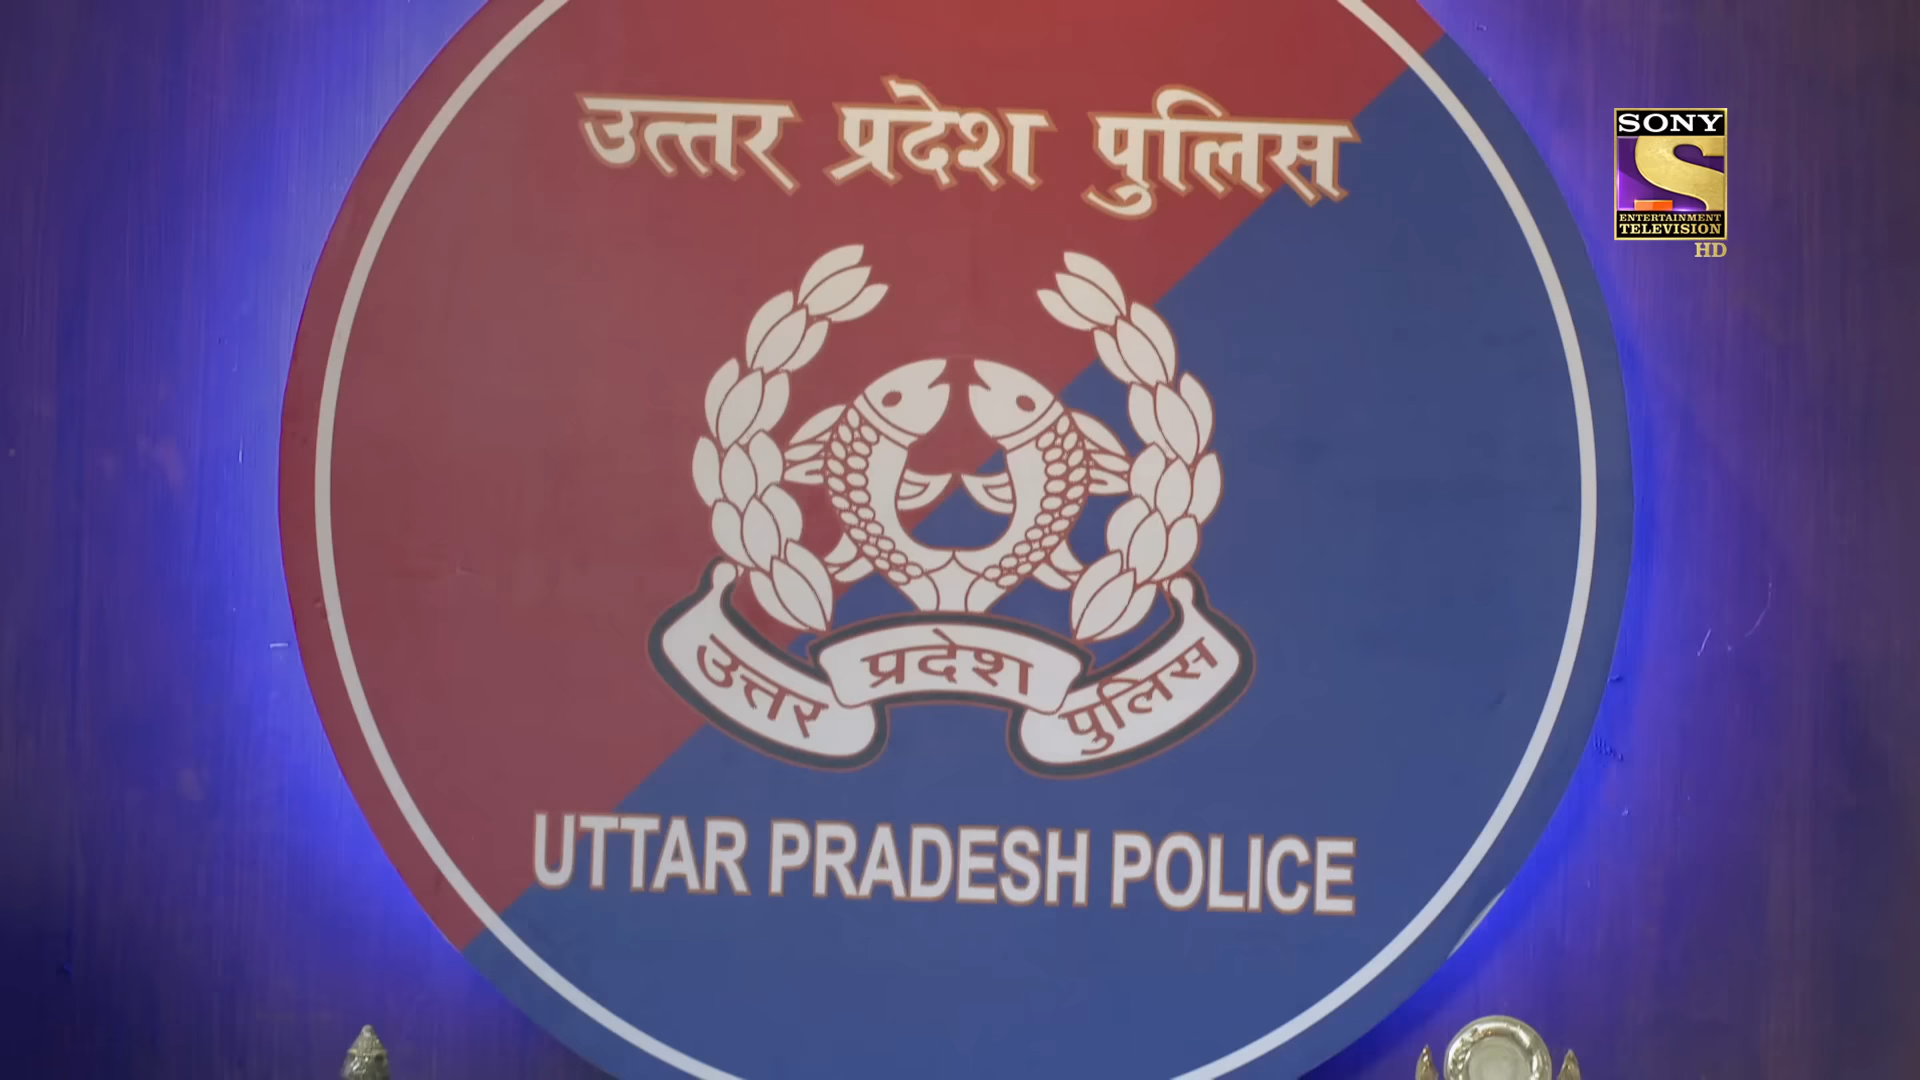 उत्तर प्रदेश पुलिस
SONY
ENTERTAINMENT
TELEVISION
HD
उत्तर प्रदेश पुलिस
UTTAR PRADESH POLICE